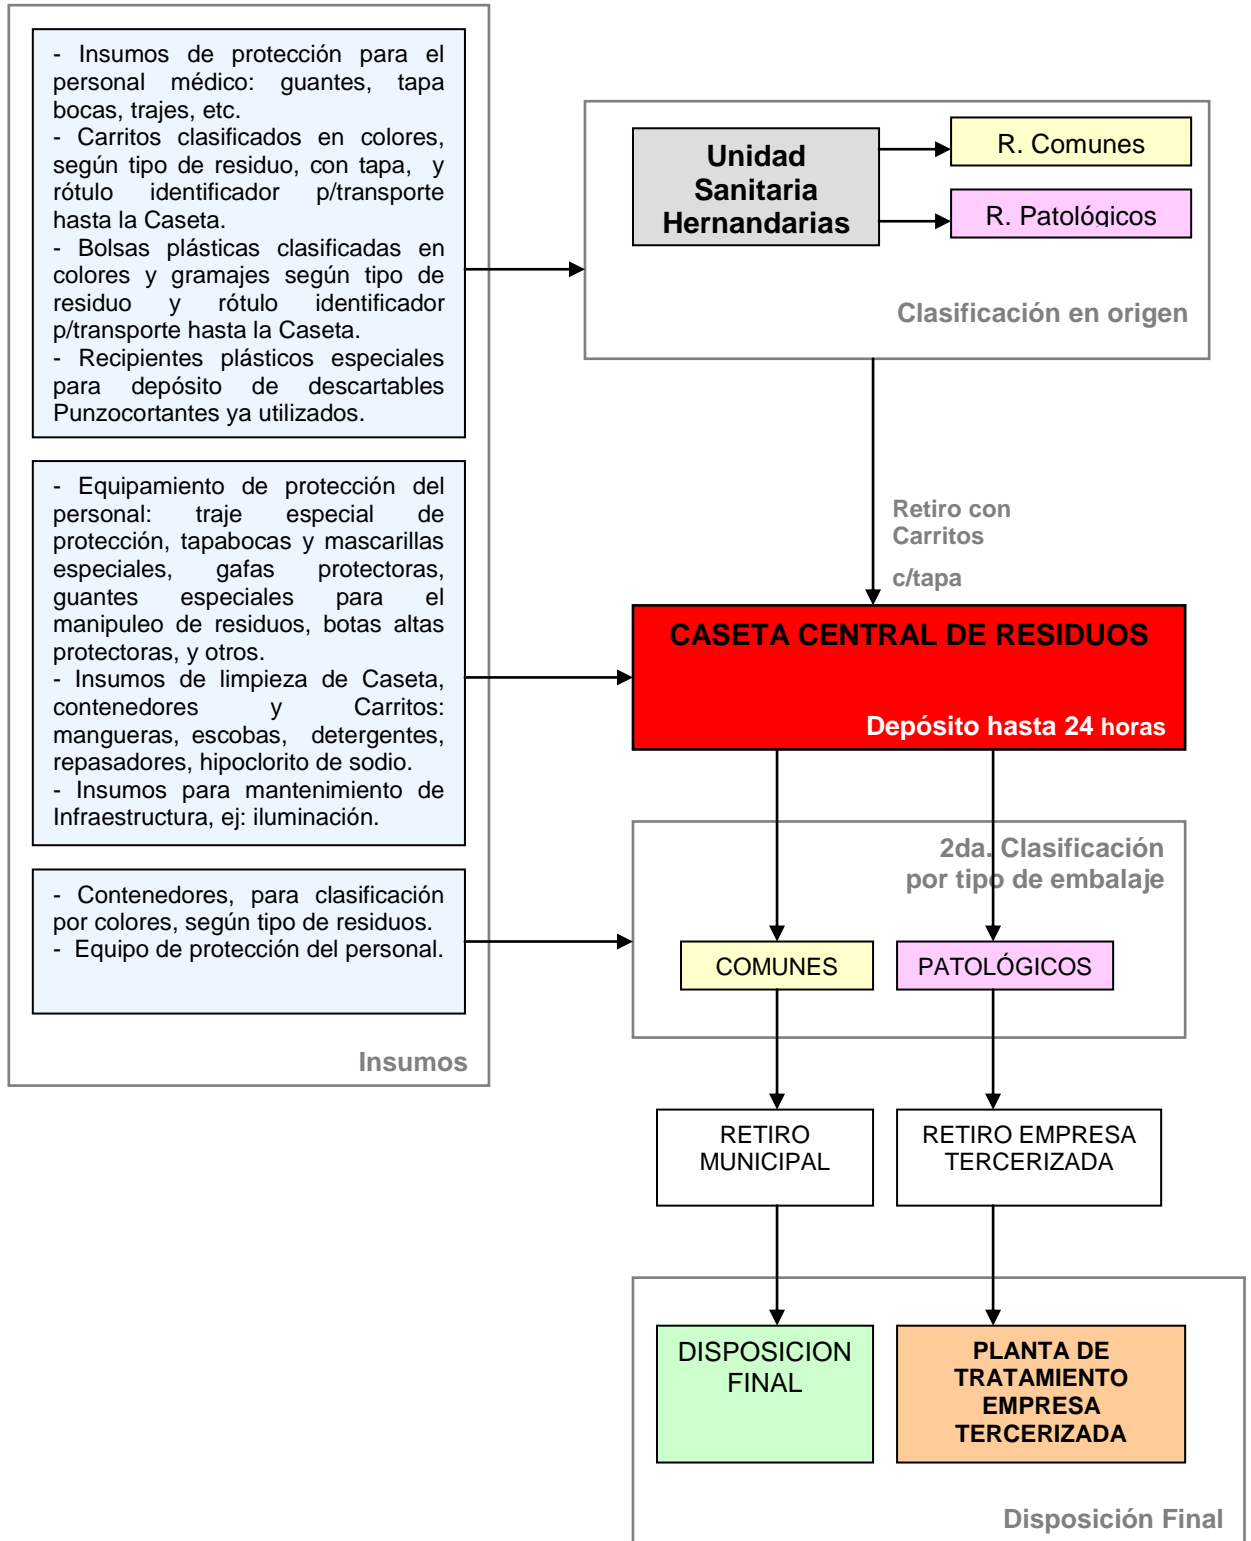 - Insumos de protección para el
personal médico: guantes, tapa
bocas, trajes, etc.
- Carritos clasificados en colores,
según tipo de residuo, con tapa, y
rótulo identificador p/transporte
hasta la Caseta.
- Bolsas plásticas clasificadas en
colores y gramajes según tipo de
residuo y rótulo identificador
p/transporte hasta la Caseta.
- Recipientes plásticos especiales
para depósito de descartables
Punzocortantes ya utilizados.
- Equipamiento de protección del
personal: traje especial de
protección, tapabocas y mascarillas
especiales, gafas protectoras,
guantes especiales para el
manipuleo de residuos, botas altas
protectoras, y otros.
- Insumos de limpieza de Caseta,
contenedores y Carritos:
mangueras, escobas, detergentes,
repasadores, hipoclorito de sodio.
- Insumos para mantenimiento de
Infraestructura, ej: iluminación.
- Contenedores, para clasificación
por colores, según tipo de residuos.
- Equipo de protección del personal.
Insumos
Unidad
Sanitaria
Hernandarias
R. Comunes
R. Patológicos
Clasificación en origen
Retiro con
Carritos
c/tapa
CASETA CENTRAL DE RESIDUOS
Depósito hasta 24 horas
2da. Clasificación
por tipo de embalaje
COMUNES
PATOLÓGICOS
RETIRO
MUNICIPAL
RETIRO EMPRESA
TERCERIZADA
DISPOSICION
FINAL
PLANTA DE
TRATAMIENTO
EMPRESA
TERCERIZADA
Disposición Final